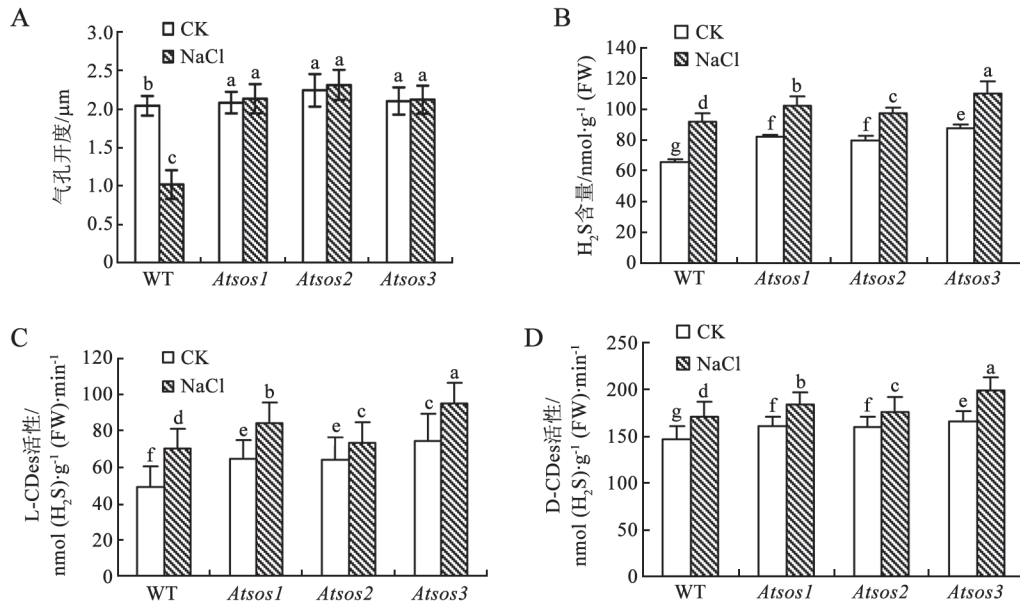 A
CK
NaCl
气孔开度/μm
3.0
2.5
2.0
1.5
1.0
0.5
0.0
b
c
a
a
a
a
a
a
WT
Atsos1
Atsos2
Atsos3
B
CK
NaCl
H₂S含量/nmol·g⁻¹ (FW)
140
120
100
80
60
40
20
0
g
d
f
b
f
c
e
a
WT
Atsos1
Atsos2
Atsos3
C
CK
NaCl
L-CDes活性/
nmol (H₂S)·g⁻¹ (FW)·min⁻¹
120
100
80
60
40
20
0
f
d
e
b
e
c
c
a
WT
Atsos1
Atsos2
Atsos3
D
CK
NaCl
D-CDes活性/
nmol (H₂S)·g⁻¹ (FW)·min⁻¹
250
200
150
100
50
0
g
d
f
b
f
c
e
a
WT
Atsos1
Atsos2
Atsos3